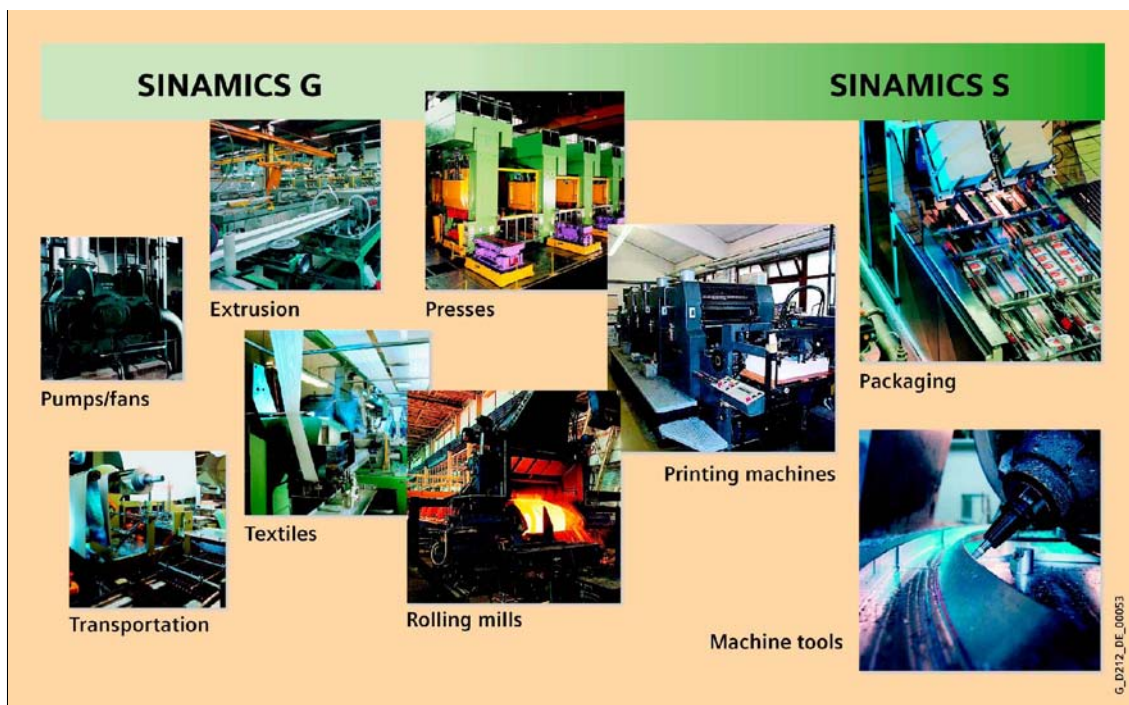 SINAMICS G
SINAMICS S
Extrusion
Presses
Pumps/fans
Packaging
Printing machines
Textiles
Transportation
Rolling mills
Machine tools
G_D212_DE_00053